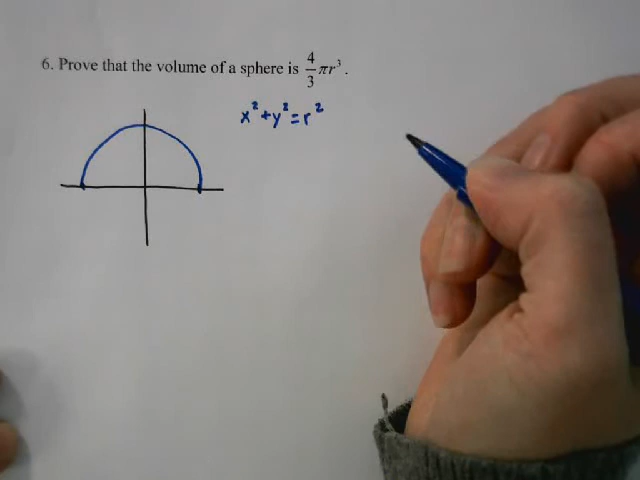 6. Prove that the volume of a sphere is 4/3 πr³.
x² + y² = r²